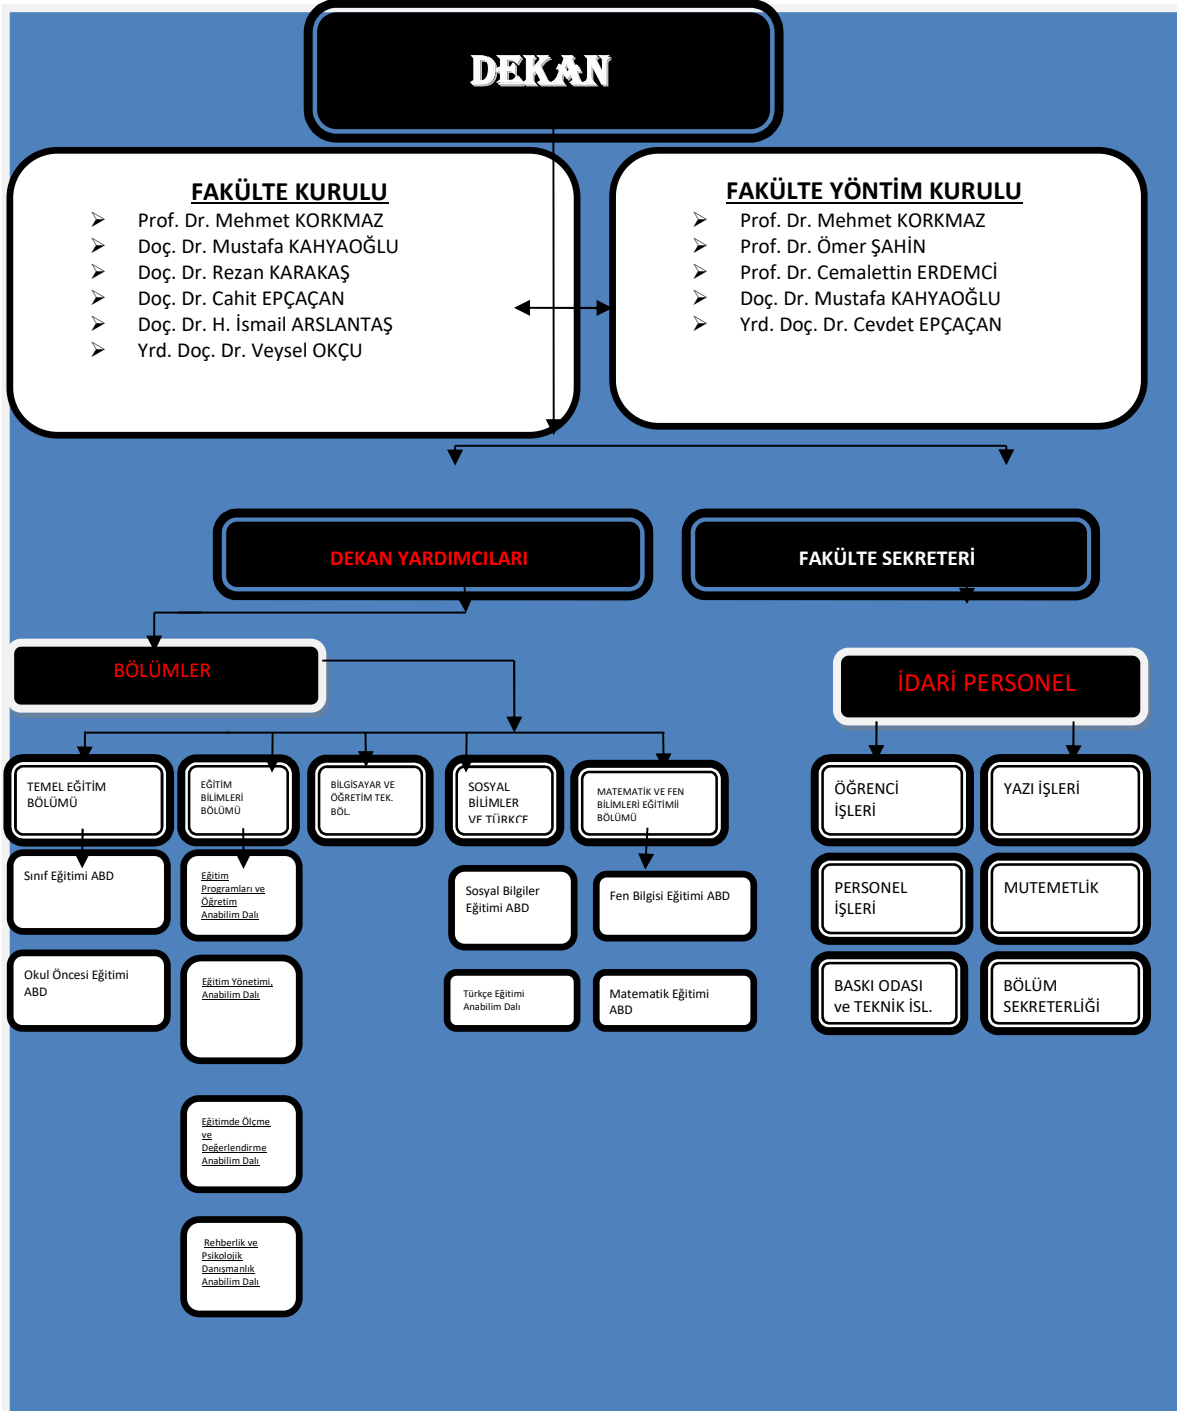 DEKAN
FAKÜLTE KURULU
Prof. Dr. Mehmet KORKMAZ
Doç. Dr. Mustafa KAHYAOĞLU
Doç. Dr. Rezan KARAKAŞ
Doç. Dr. Cahit EPÇAÇAN
Doç. Dr. H. İsmail ARSLANTAŞ
Yrd. Doç. Dr. Veysel OKÇU
FAKÜLTE YÖNTİM KURULU
Prof. Dr. Mehmet KORKMAZ
Prof. Dr. Ömer ŞAHİN
Prof. Dr. Cemalettin ERDEMCİ
Doç. Dr. Mustafa KAHYAOĞLU
Yrd. Doç. Dr. Cevdet EPÇAÇAN
DEKAN YARDIMCILARI
FAKÜLTE SEKRETERİ
BÖLÜMLER
İDARİ PERSONEL
TEMEL EĞİTİM
BÖLÜMÜ
EĞİTİM
BİLİMLERİ
BÖLÜMÜ
BİLGİSAYAR VE
ÖĞRETİM TEK.
BÖL.
SOSYAL
BİLİMLER
VE TÜRKÇE
MATEMATİK VE FEN
BİLİMLERİ EĞİTİMİİ
BÖLÜMÜ
ÖĞRENCİ
İŞLERİ
YAZI İŞLERİ
Sınıf Eğitimi ABD
Eğitim
Programları ve
Öğretim
Anabilim Dalı
Sosyal Bilgiler
Eğitimi ABD
Fen Bilgisi Eğitimi ABD
PERSONEL
İŞLERİ
MUTEMETLİK
Okul Öncesi Eğitimi
ABD
Eğitim Yönetimi,
Anabilim Dalı
Türkçe Eğitimi
Anabilim Dalı
Matematik Eğitimi
ABD
BASKI ODASI
ve TEKNİK İSL.
BÖLÜM
SEKRETERLİĞİ
Eğitimde Ölçme
ve
Değerlendirme
Anabilim Dalı
Rehberlik ve
Psikolojik
Danışmanlık
Anabilim Dalı